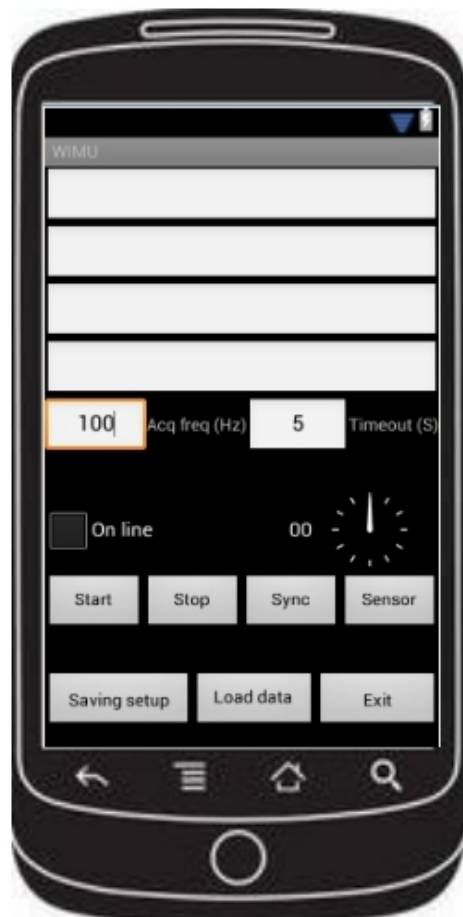 WIMU
100 Acq freq (Hz) 5 Timeout (S)
On line 00
Start Stop Sync Sensor
Saving setup Load data Exit